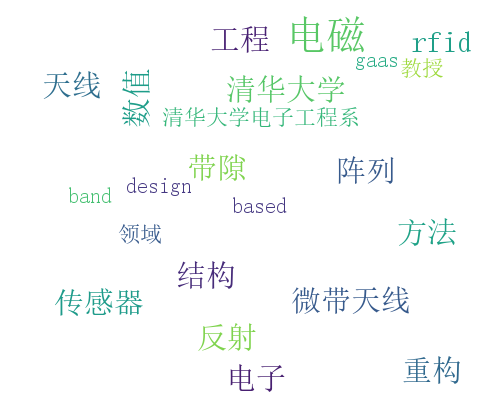 工程
电磁
rfid
gaas
教授
天线
数值
清华大学
清华大学电子工程系
带隙
阵列
design
band
based
领域
方法
结构
传感器
微带天线
反射
电子
重构